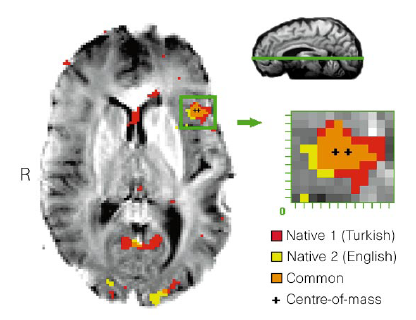 R
0
Native 1 (Turkish)
Native 2 (English)
Common
+ Centre-of-mass